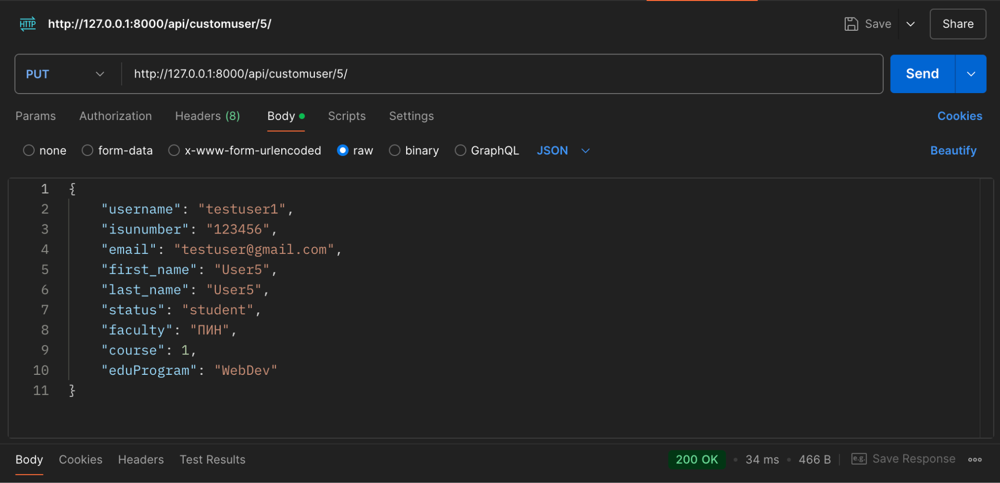 HTTP http://127.0.0.1:8000/api/customuser/5/ Save Share
PUT http://127.0.0.1:8000/api/customuser/5/ Send
Params Authorization Headers (8) Body Scripts Settings Cookies
none form-data x-www-form-urlencoded raw binary GraphQL JSON Beautify
1 {
2 "username": "testuser1",
3 "isunumber": "123456",
4 "email": "testuser@gmail.com",
5 "first_name": "User5",
6 "last_name": "User5",
7 "status": "student",
8 "faculty": "ПИН",
9 "course": 1,
10 "eduProgram": "WebDev"
11 }
Body Cookies Headers Test Results 200 OK • 34 ms • 466 B e.g. Save Response